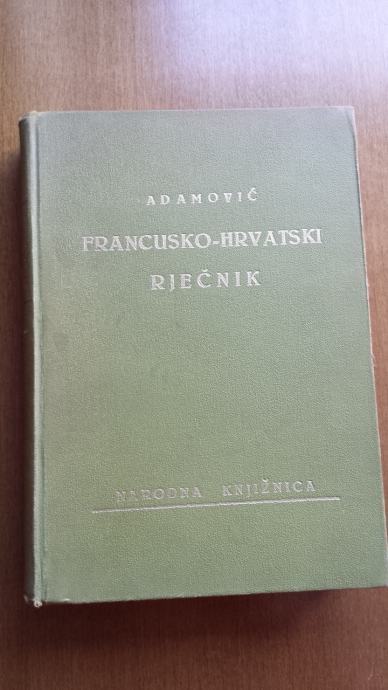 ADAMOVIĆ
FRANCUSKO-HRVATSKI
RJEČNIK
NARODNA KNJIŽNICA